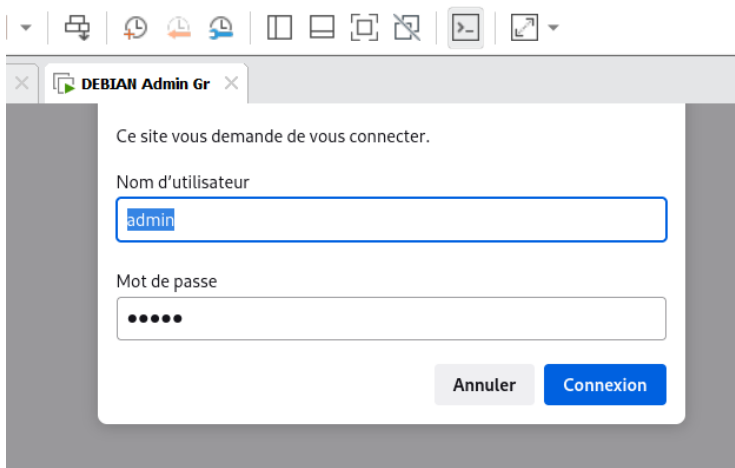 DEBIAN Admin Gr
Ce site vous demande de vous connecter.
Nom d’utilisateur
admin
Mot de passe
•••••
Annuler
Connexion